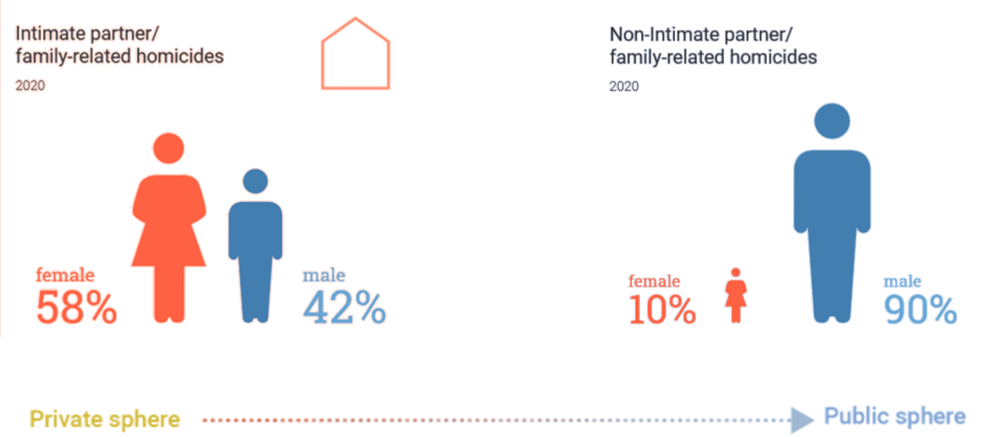 Intimate partner/
family-related homicides
2020
female
58%
male
42%
Non-Intimate partner/
family-related homicides
2020
female
10%
male
90%
Private sphere
Public sphere